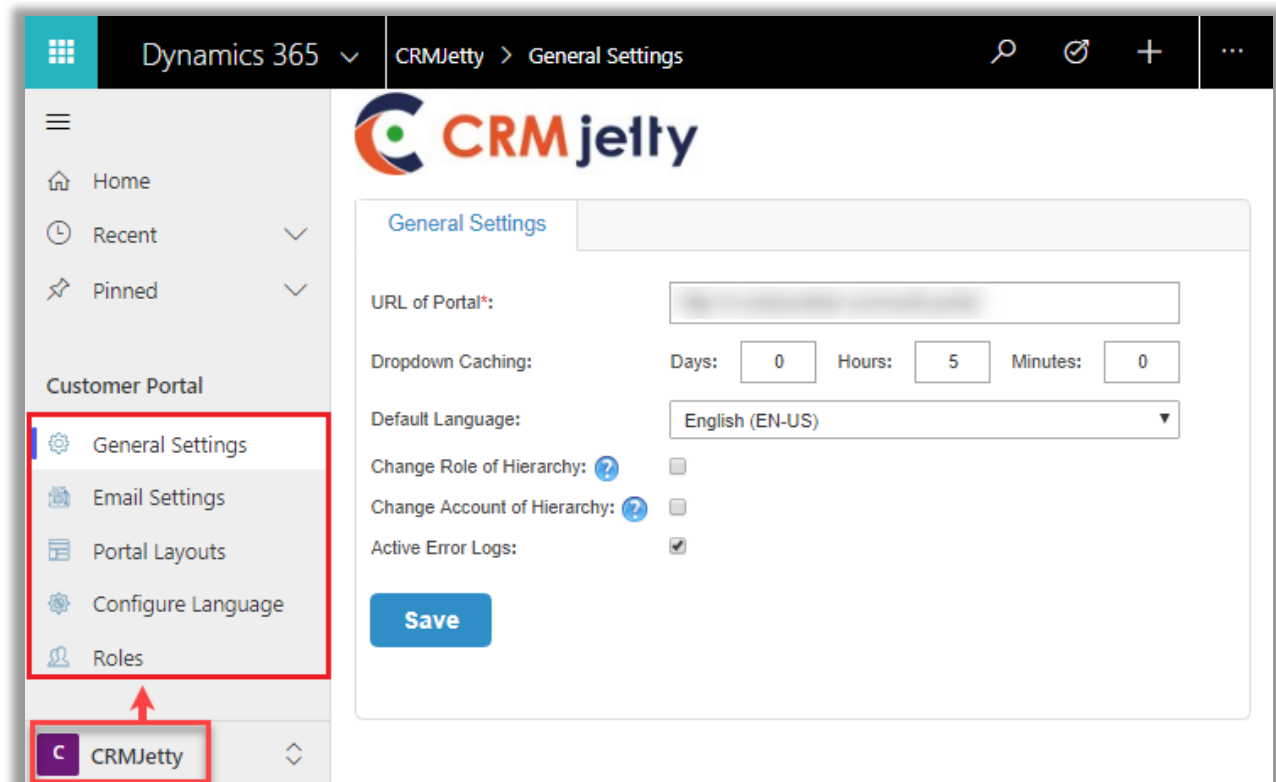 Dynamics 365
CRMJetty > General Settings
...
CRMjetty
Home
Recent
Pinned
Customer Portal
General Settings
Email Settings
Portal Layouts
Configure Language
Roles
C CRMJetty
General Settings
URL of Portal*:
Dropdown Caching: Days: 0 Hours: 5 Minutes: 0
Default Language: English (EN-US)
Change Role of Hierarchy: ?
Change Account of Hierarchy: ?
Active Error Logs:
Save